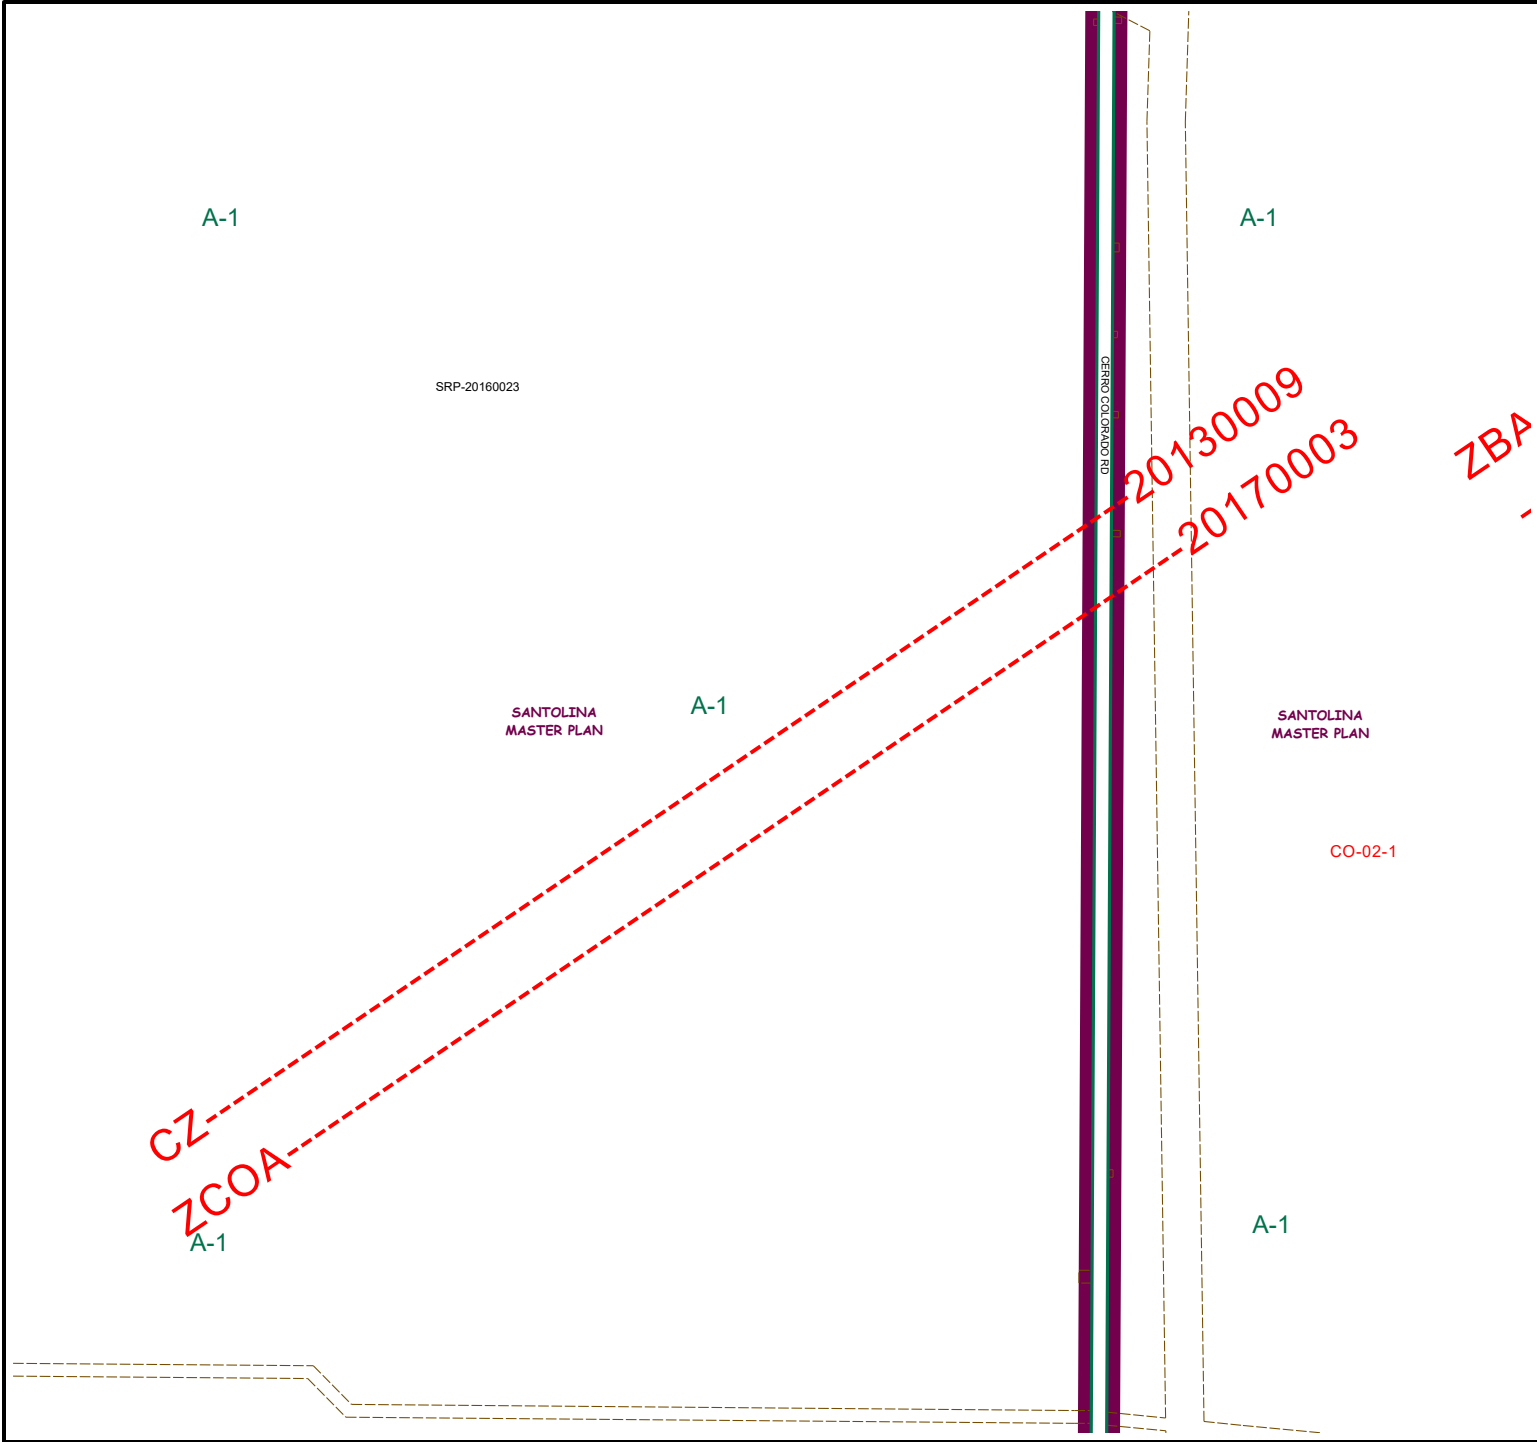 A-1
A-1
SRP-20160023
CERRO COLORADO RD
CZ-----20130009
ZCOA-----20170003
ZBA
SANTOLINA
MASTER PLAN
A-1
SANTOLINA
MASTER PLAN
CO-02-1
A-1
A-1